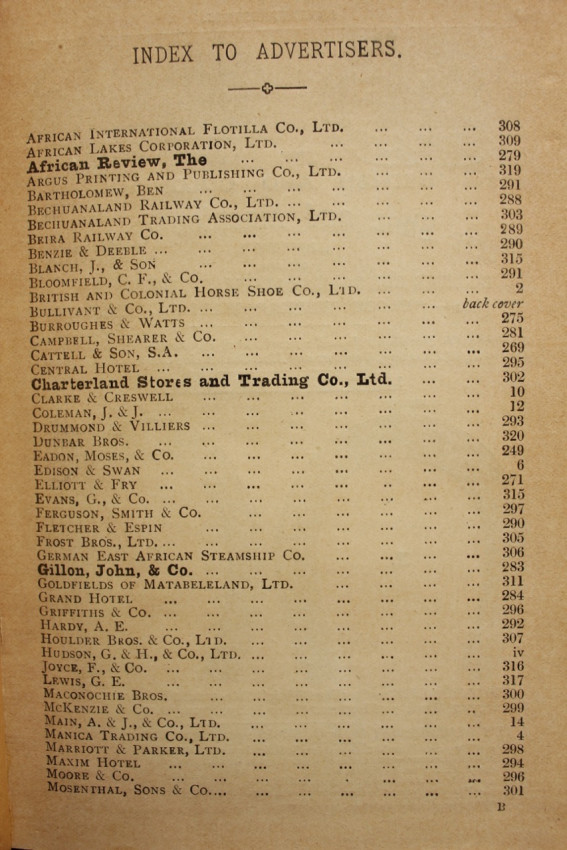 INDEX TO ADVERTISERS.
AFRICAN INTERNATIONAL FLOTILLA CO., LTD. ... ... ... 308
AFRICAN LAKES CORPORATION, LTD. ... ... ... 309
African Review, The ... ... ... ... ... ... 279
ARGUS PRINTING AND PUBLISHING CO., LTD. ... ... ... 319
BARTHOLOMEW, BEN ... ... ... ... ... ... ... 291
BECHUANALAND RAILWAY CO., LTD. ... ... ... ... ... 288
BECHUANALAND TRADING ASSOCIATION, LTD. ... ... ... 303
BEIRA RAILWAY CO. ... ... ... ... ... ... ... 289
BENZIE & DEEBLE ... ... ... ... ... ... ... ... 290
BLANCH, J., & SON ... ... ... ... ... ... ... 315
BLOOMFIELD, C. F., & CO. ... ... ... ... ... ... 291
BRITISH AND COLONIAL HORSE SHOE CO., LTD. ... ... ... 2
BULLIVANT & CO., LTD. ... ... ... ... ... ... ... back cover
BURROUGHES & WATTS ... ... ... ... ... ... ... 275
CAMPBELL, SHEARER & CO. ... ... ... ... ... ... 281
CATTELL & SON, S.A. ... ... ... ... ... ... ... 269
CENTRAL HOTEL ... ... ... ... ... ... ... ... 295
Charterland Stores and Trading Co., Ltd. ... ... 302
CLARKE & CRESWELL ... ... ... ... ... ... ... 10
COLEMAN, J. & J. ... ... ... ... ... ... ... ... 12
DRUMMOND & VILLIERS ... ... ... ... ... ... ... 293
DUNBAR BROS. ... ... ... ... ... ... ... ... 320
EADON, MOSES, & CO. ... ... ... ... ... ... ... 249
EDISON & SWAN ... ... ... ... ... ... ... ... 6
ELLIOTT & FRY ... ... ... ... ... .. ... ... 271
EVANS, G., & CO. ... ... ... ... ... ... ... ... 315
FERGUSON, SMITH & CO. ... ... ... ... ... ... 297
FLETCHER & ESPIN ... ... ... ... ... ... ... 290
FROST BROS., LTD. ... ... ... ... ... ... ... ... 305
GERMAN EAST AFRICAN STEAMSHIP CO. ... ... ... ... 306
Gillon, John, & Co. ... ... ... ... ... ... ... 283
GOLDFIELDS OF MATABELELAND, LTD. ... ... ... ... 311
GRAND HOTEL ... ... ... ... ... ... ... ... 284
GRIFFITHS & CO. ... ... ... ... ... ... ... ... 296
HARDY, A. E. ... ... ... ... ... ... ... ... 292
HOULDER BROS. & CO., LTD. ... ... ... ... ... ... 307
HUDSON, G. & H., & CO., LTD. ... ... ... ... ... ... iv
JOYCE, F., & CO. ... ... ... ... ... ... ... ... 316
LEWIS, G. E. ... ... ... ... ... ... ... ... 317
MACONOCHIE BROS. ... ... ... ... ... ... ... 300
MCKENZIE & CO. ... ... ... ... ... ... ... .. 299
MAIN, A. & J., & CO., LTD. ... ... ... ... ... ... 14
MANICA TRADING CO., LTD. ... ... ... ... ... ... 4
MARRIOTT & PARKER, LTD. ... ... ... ... ... ... 298
MAXIM HOTEL ... ... ... ... ... ... ... ... 294
MOORE & CO. ... ... ... ... . ... ... ... 296
MOSENTHAL, SONS & CO.... ... ... ... ... ... ... 301
B